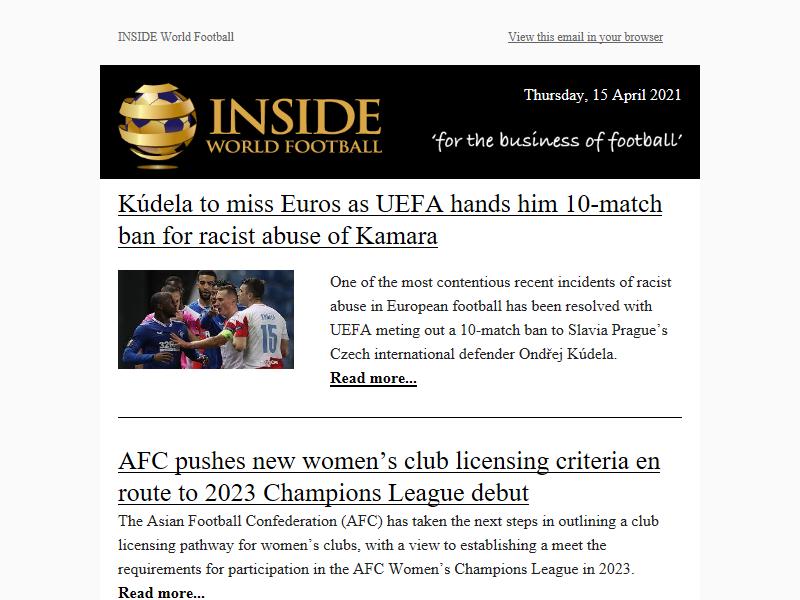 INSIDE World Football
View this email in your browser
INSIDE
WORLD FOOTBALL
Thursday, 15 April 2021
‘for the business of football’
Kúdela to miss Euros as UEFA hands him 10-match
ban for racist abuse of Kamara
15
One of the most contentious recent incidents of racist
abuse in European football has been resolved with
UEFA meting out a 10-match ban to Slavia Prague’s
Czech international defender Ondřej Kúdela.
Read more...
AFC pushes new women’s club licensing criteria en
route to 2023 Champions League debut
The Asian Football Confederation (AFC) has taken the next steps in outlining a club
licensing pathway for women’s clubs, with a view to establishing a meet the
requirements for participation in the AFC Women’s Champions League in 2023.
Read more...